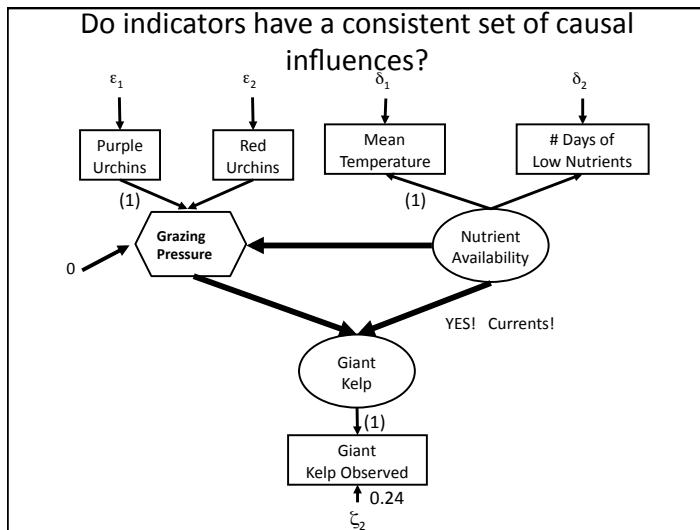 Do indicators have a consistent set of causal
influences?
ε1
ε2
δ1
δ2
Purple
Urchins
Red
Urchins
Mean
Temperature
# Days of
Low Nutrients
(1)
(1)
Grazing
Pressure
Nutrient
Availability
0
YES! Currents!
Giant
Kelp
(1)
Giant
Kelp Observed
0.24
ζ2